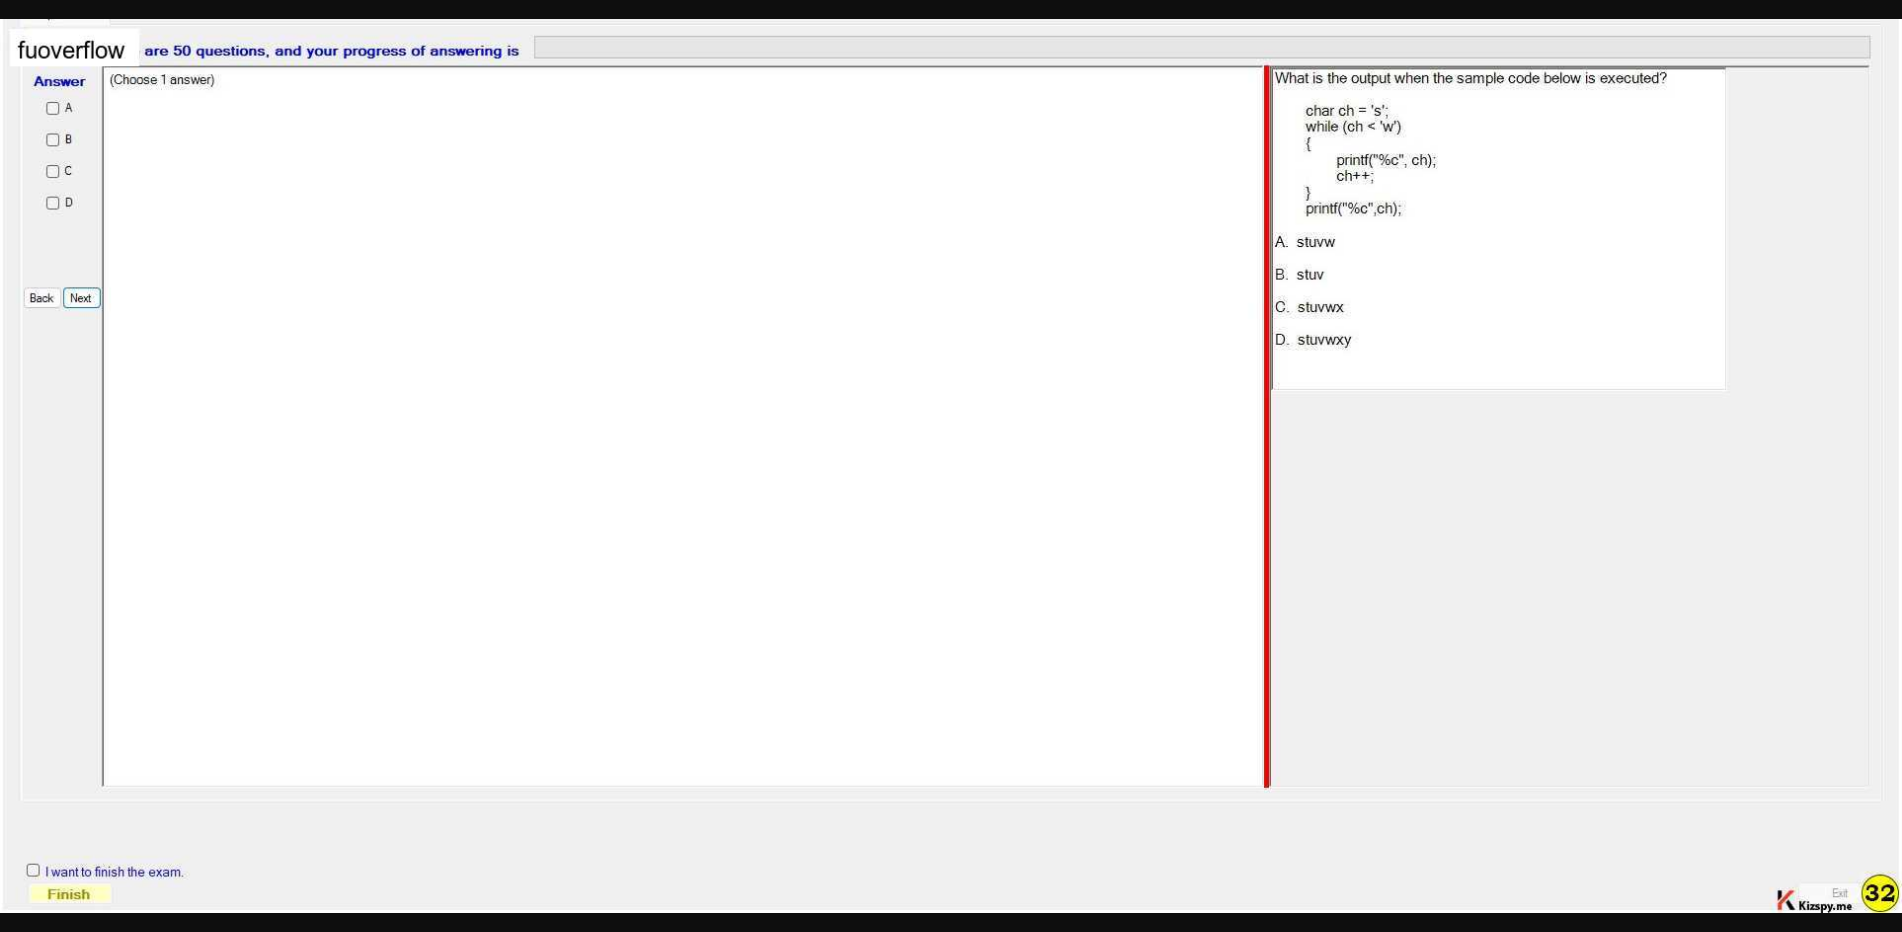 fuoverflow are 50 questions, and your progress of answering is
Answer
(Choose 1 answer)
A
B
C
D
Back Next
What is the output when the sample code below is executed?
char ch = 's';
while (ch < 'w')
{
printf("%c", ch);
ch++;
}
printf("%c",ch);
A. stuvw
B. stuv
C. stuvwx
D. stuvwxy
I want to finish the exam.
Finish
Exit
Kizspy.me
32